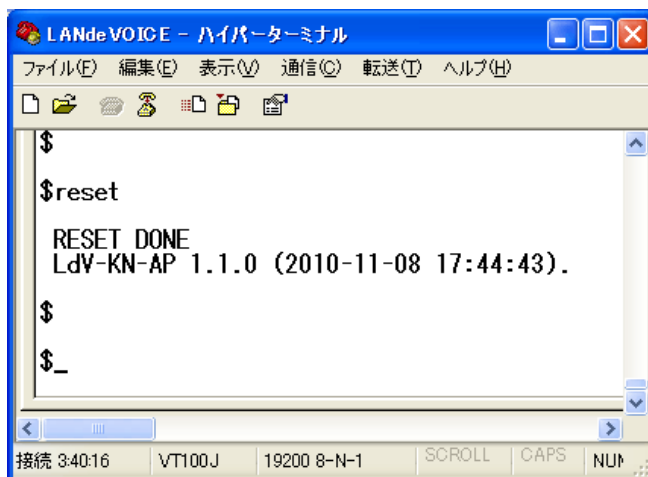 LANdeVOICE - ハイパーターミナル
ファイル(F) 編集(E) 表示(V) 通信(C) 転送(T) ヘルプ(H)
$
$reset
RESET DONE
LdV-KN-AP 1.1.0 (2010-11-08 17:44:43).
$
$_
接続 3:40:16 VT100J 19200 8-N-1 SCROLL CAPS NUM